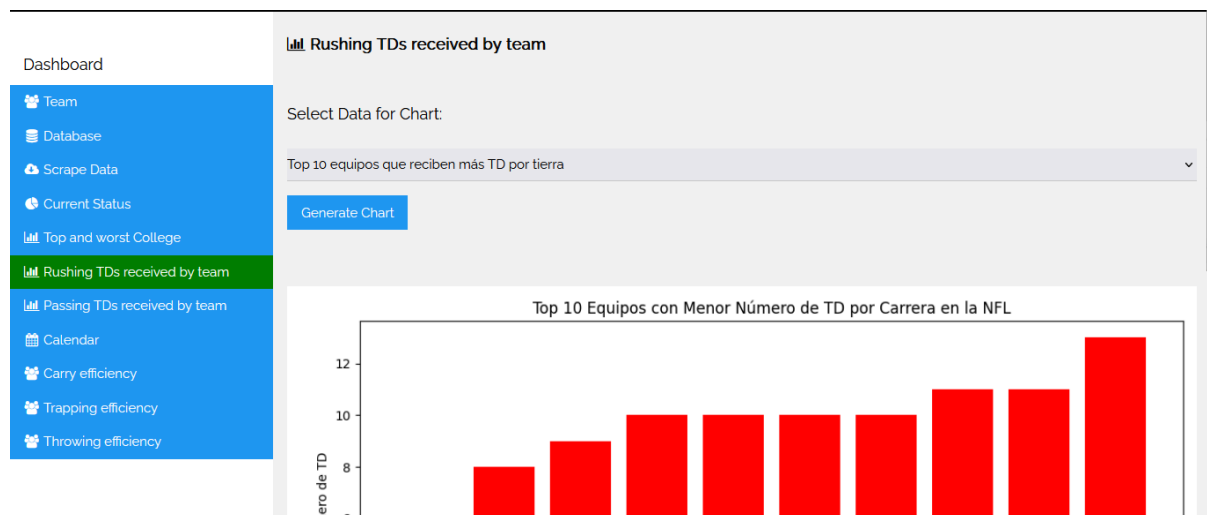 Dashboard
Team
Database
Scrape Data
Current Status
Top and worst College
Rushing TDs received by team
Passing TDs received by team
Calendar
Carry efficiency
Trapping efficiency
Throwing efficiency
Rushing TDs received by team
Select Data for Chart:
Top 10 equipos que reciben más TD por tierra
Generate Chart
Top 10 Equipos con Menor Número de TD por Carrera en la NFL
12
10
8
de TD